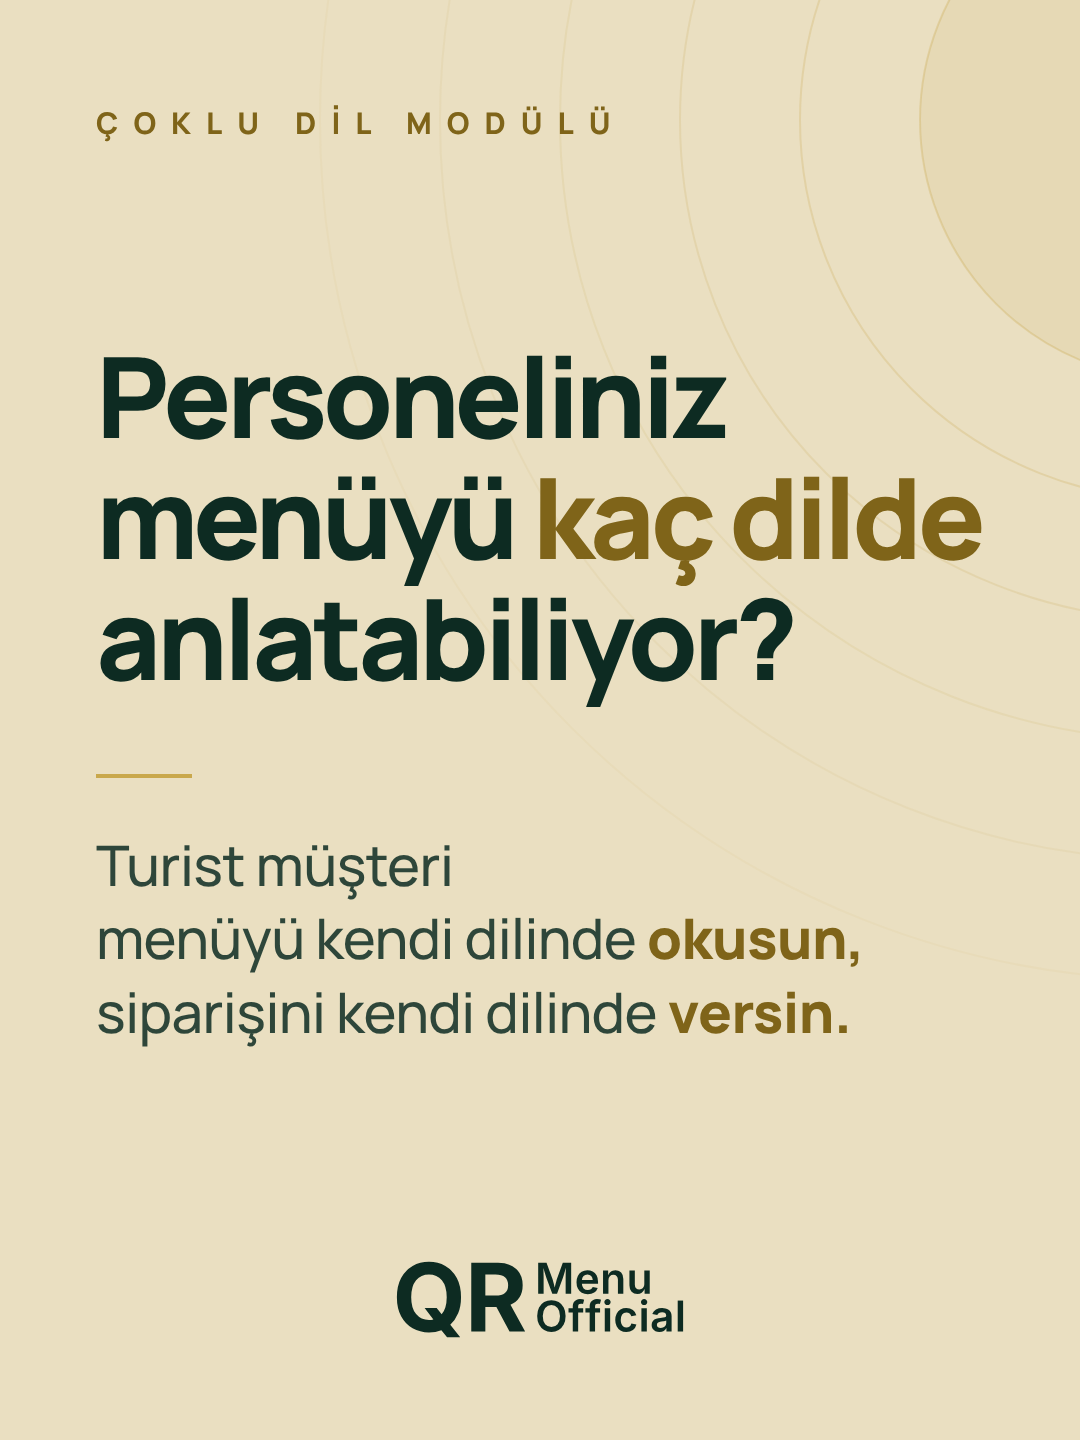 ÇOKLU DİL MODÜLÜ
Personeliniz
menüyü kaç dilde
anlatabiliyor?
Turist müşteri
menüyü kendi dilinde okusun,
siparişini kendi dilinde versin.
QR Menu
Official